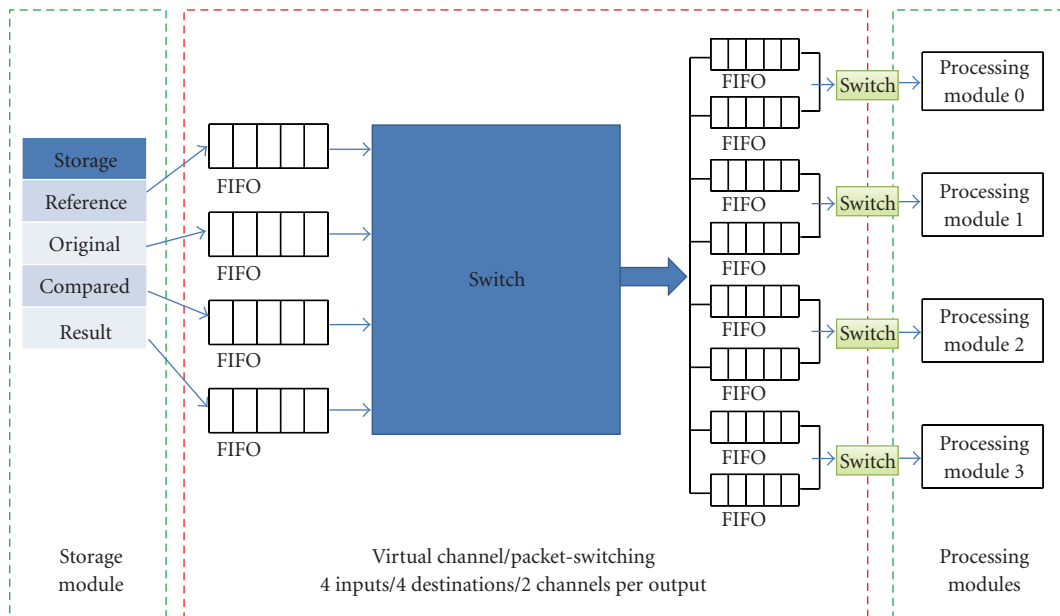 Storage
Reference
Original
Compared
Result
Storage
module
FIFO
FIFO
FIFO
FIFO
Switch
FIFO
FIFO
FIFO
FIFO
FIFO
FIFO
FIFO
FIFO
Switch
Switch
Switch
Switch
Virtual channel/packet-switching
4 inputs/4 destinations/2 channels per output
Processing
module 0
Processing
module 1
Processing
module 2
Processing
module 3
Processing
modules